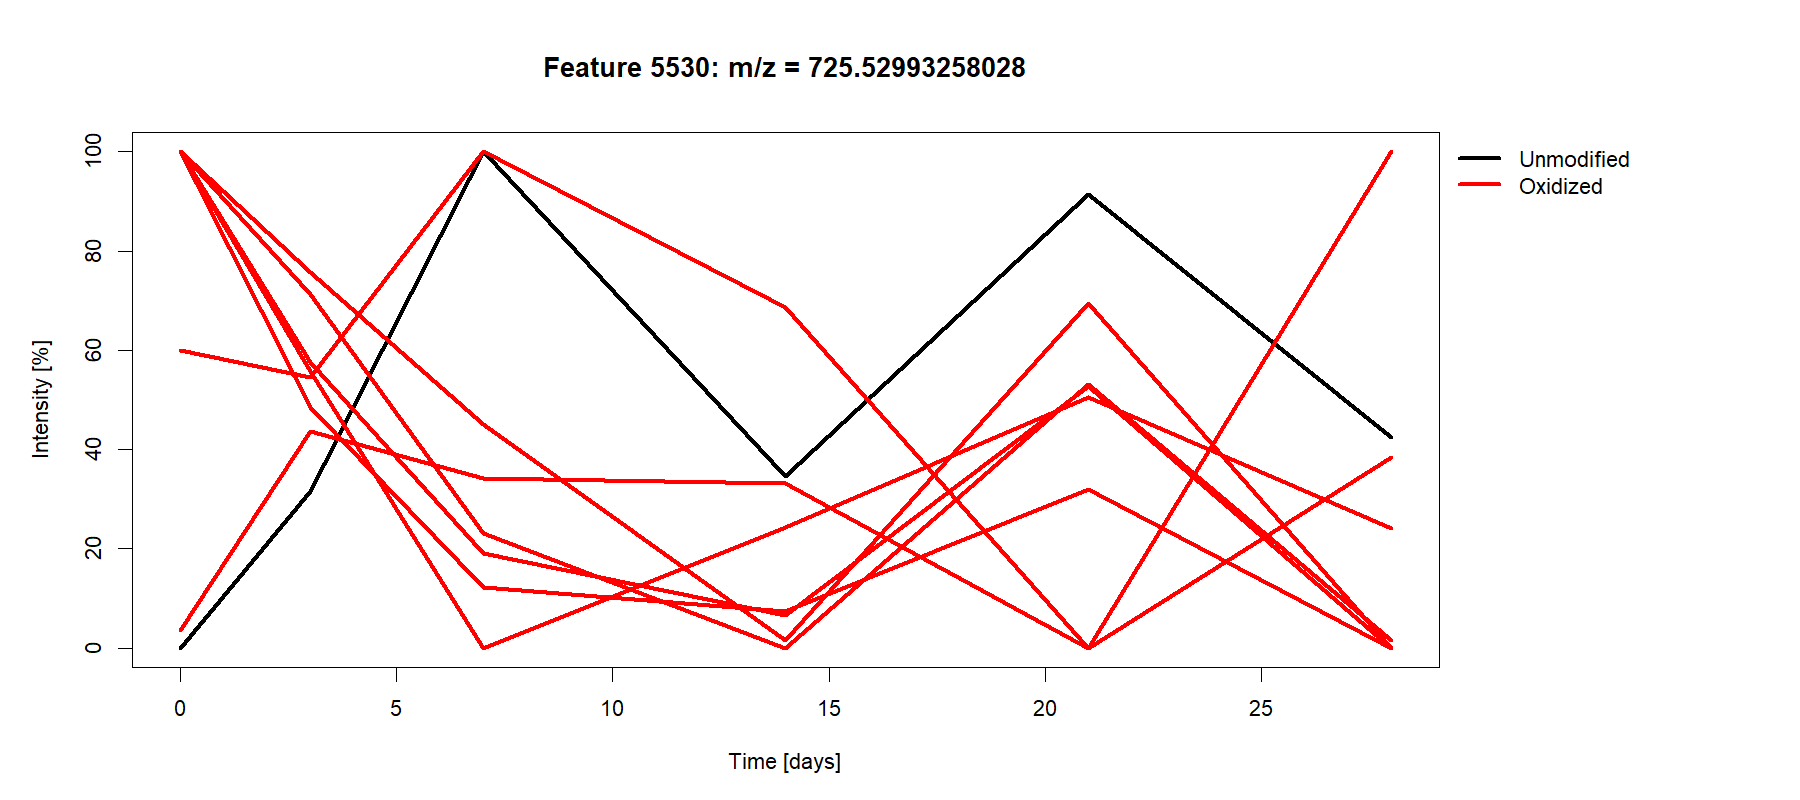 Feature 5530: m/z = 725.52993258028
Unmodified
Oxidized
Intensity [%]
100
80
60
40
20
0
0 5 10 15 20 25
Time [days]